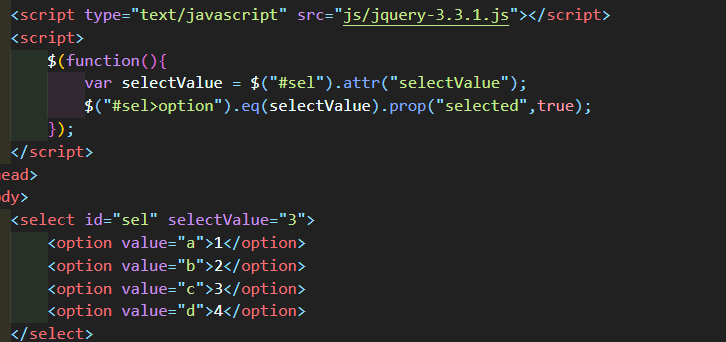 <script type="text/javascript" src="js/jquery-3.3.1.js"></script>
<script>
$(function(){
var selectValue = $("#sel").attr("selectValue");
$("#sel>option").eq(selectValue).prop("selected",true);
});
</script>
ead>
dy>
<select id="sel" selectValue="3">
<option value="a">1</option>
<option value="b">2</option>
<option value="c">3</option>
<option value="d">4</option>
</select>